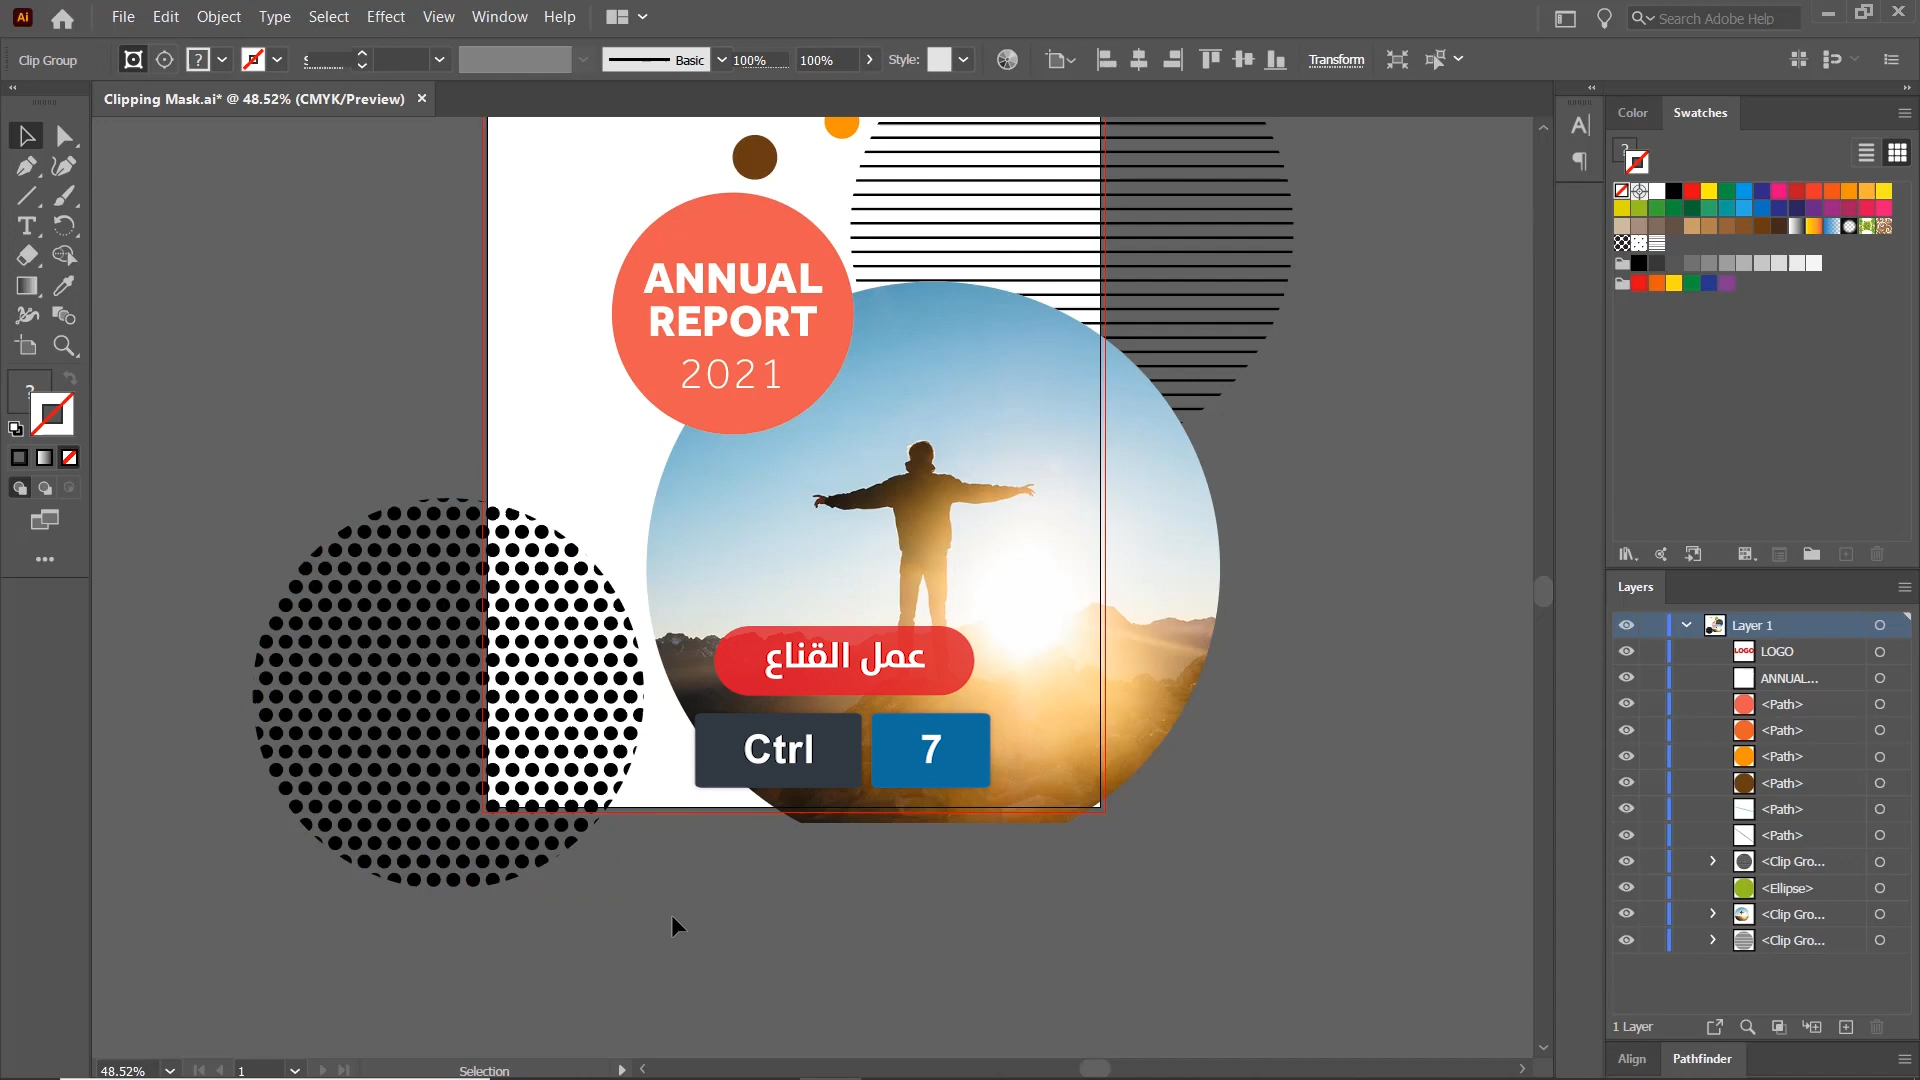 Ai
File Edit Object Type Select Effect View Window Help
Search Adobe Help
Clip Group
?
Basic
100%
100%
Style:
Transform
Clipping Mask.ai* @ 48.52% (CMYK/Preview)
Color
Swatches
ANNUAL
REPORT
2021
عمل القناع
Ctrl
7
Layers
Layer 1
LOGO
LOGO
ANNUAL...
<Path>
<Path>
<Path>
<Path>
<Path>
<Path>
<Clip Gro...
<Ellipse>
<Clip Gro...
<Clip Gro...
1 Layer
Align
Pathfinder
48.52%
1
Selection